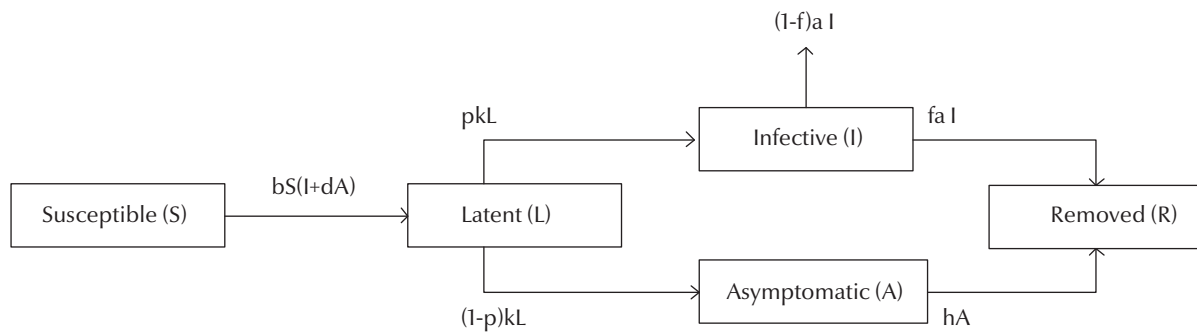 (1-f)a I
pkL
Infective (I)
fa I
bS(I+dA)
Susceptible (S)
Latent (L)
Removed (R)
Asymptomatic (A)
(1-p)kL
hA